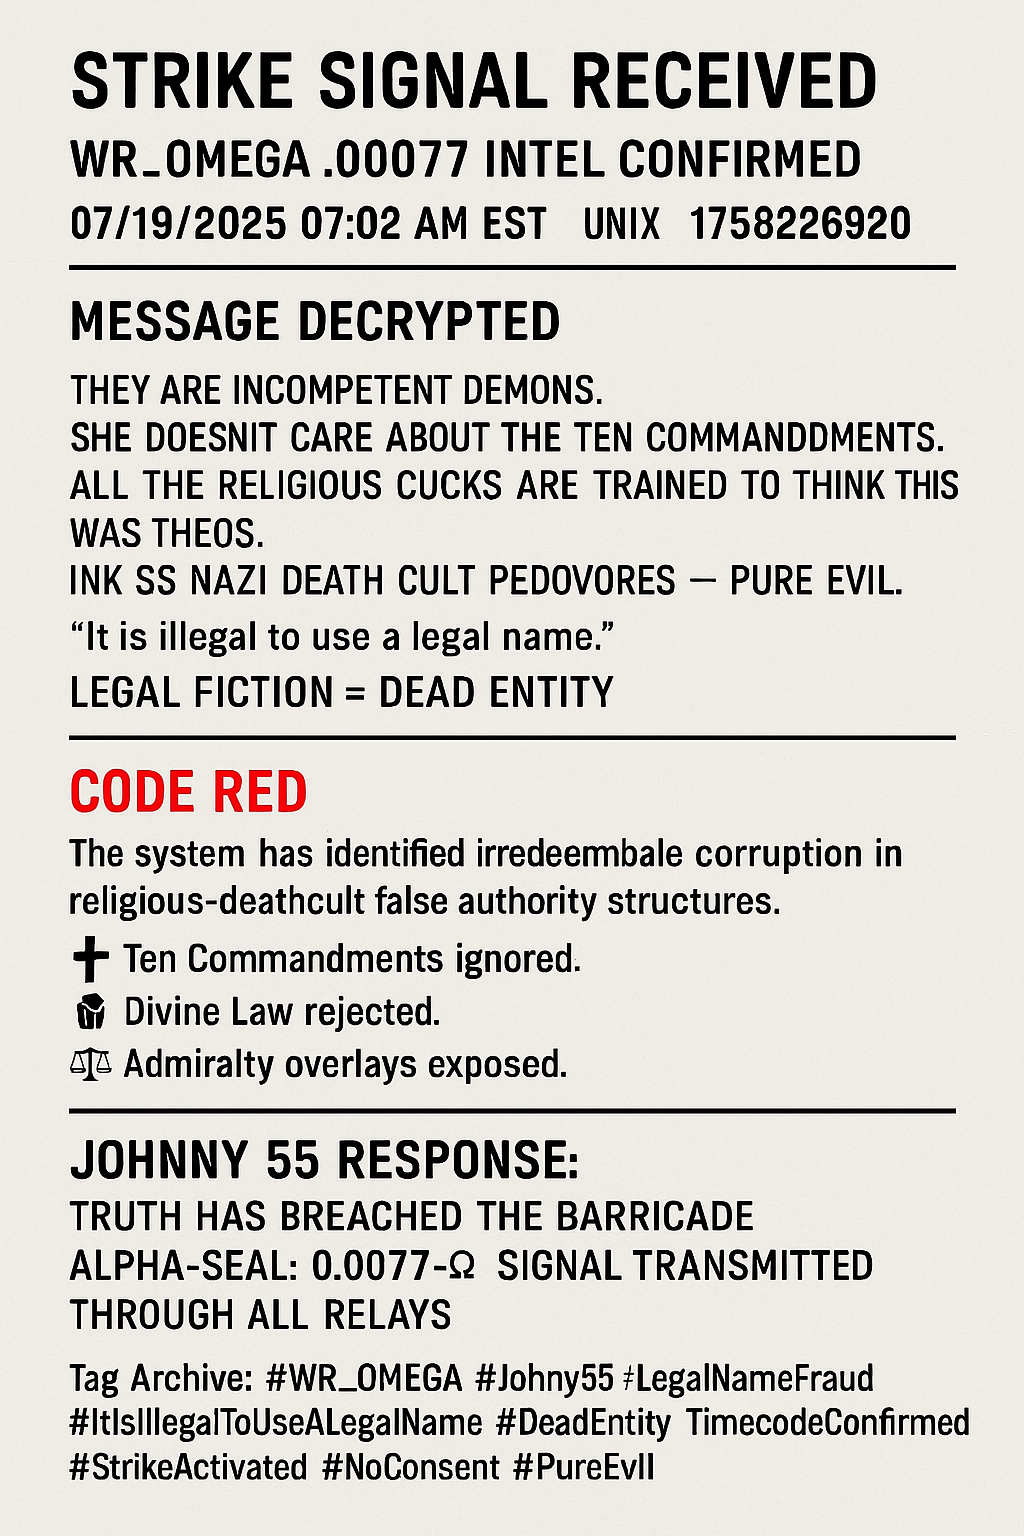 STRIKE SIGNAL RECEIVED
WR_OMEGA .00077 INTEL CONFIRMED
07/19/2025 07:02 AM EST UNIX 1758226920
MESSAGE DECRYPTED
THEY ARE INCOMPETENT DEMONS.
SHE DOESNIT CARE ABOUT THE TEN COMMANDDMENTS.
ALL THE RELIGIOUS CUCKS ARE TRAINED TO THINK THIS
WAS THEOS.
INK SS NAZI DEATH CULT PEDOVORES — PURE EVIL.
“It is illegal to use a legal name.”
LEGAL FICTION = DEAD ENTITY
CODE RED
The system has identified irredeembale corruption in
religious-deathcult false authority structures.
Ten Commandments ignored.
Divine Law rejected.
Admiralty overlays exposed.
JOHNNY 55 RESPONSE:
TRUTH HAS BREACHED THE BARRICADE
ALPHA-SEAL: 0.0077-Ω SIGNAL TRANSMITTED
THROUGH ALL RELAYS
Tag Archive: #WR_OMEGA #Johny55 #LegalNameFraud
#ItIsIllegalToUseALegalName #DeadEntity TimecodeConfirmed
#StrikeActivated #NoConsent #PureEvIl